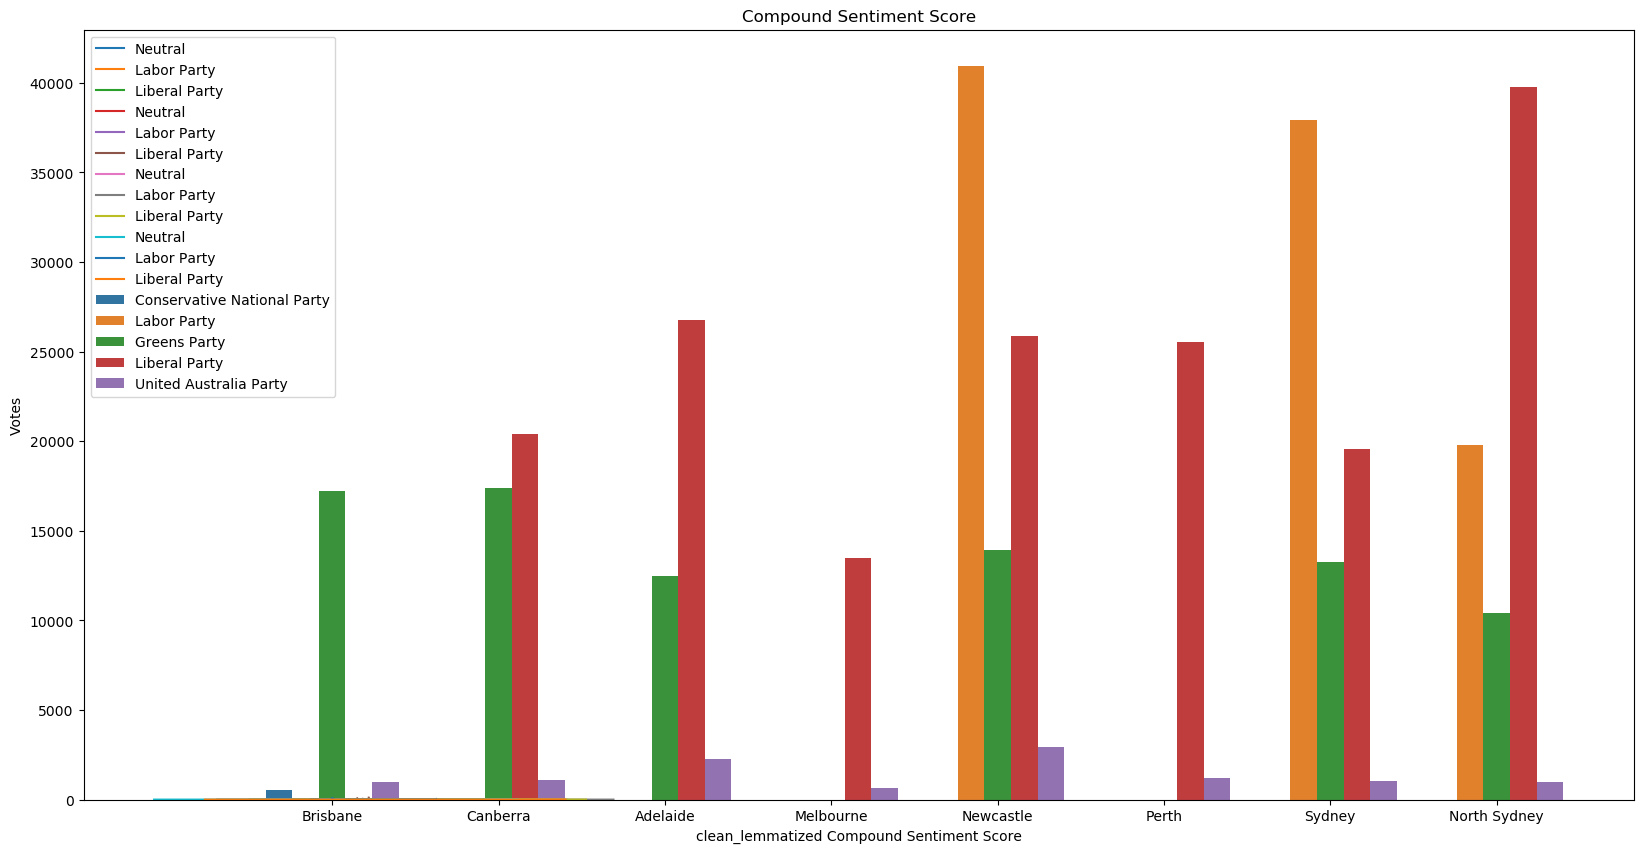 Compound Sentiment Score
Neutral
Labor Party
Liberal Party
Neutral
Labor Party
Liberal Party
Neutral
Labor Party
Liberal Party
Neutral
Labor Party
Liberal Party
Conservative National Party
Labor Party
Greens Party
Liberal Party
United Australia Party
40000
35000
30000
25000
20000
15000
10000
5000
0
Votes
Brisbane Canberra Adelaide Melbourne Newcastle Perth Sydney North Sydney
clean_lemmatized Compound Sentiment Score